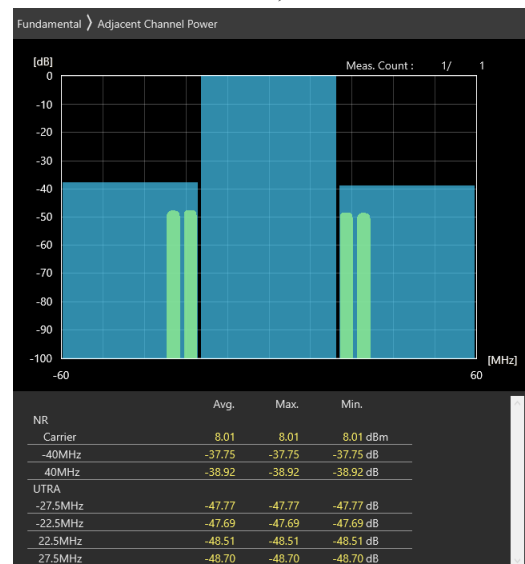 Fundamental 〉 Adjacent Channel Power
[dB]
Meas. Count : 1/ 1
0
-10
-20
-30
-40
-50
-60
-70
-80
-90
-100
[MHz]
-60 60
Avg. Max. Min.
NR
Carrier 8.01 8.01 8.01 dBm
-40MHz -37.75 -37.75 -37.75 dB
40MHz -38.92 -38.92 -38.92 dB
UTRA
-27.5MHz -47.77 -47.77 -47.77 dB
-22.5MHz -47.69 -47.69 -47.69 dB
22.5MHz -48.51 -48.51 -48.51 dB
27.5MHz -48.70 -48.70 -48.70 dB